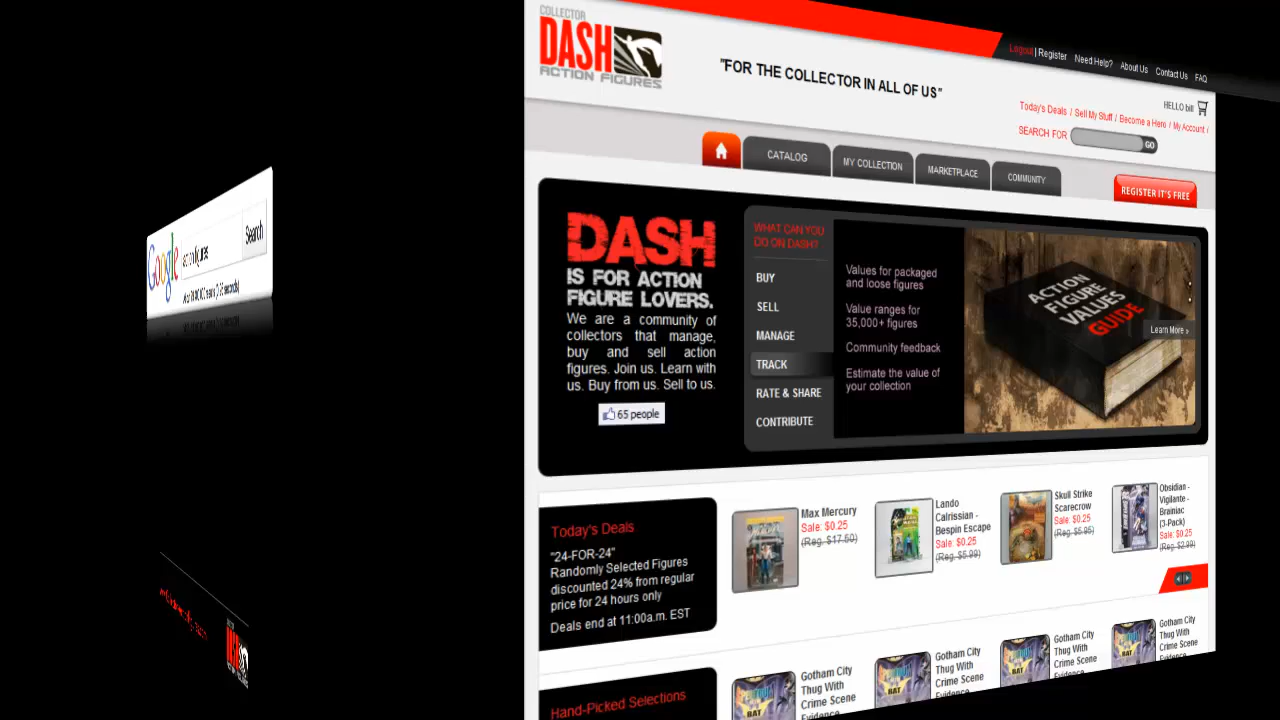 COLLECTOR
DASH
ACTION FIGURES
"FOR THE COLLECTOR IN ALL OF US"
Logout | Register Need Help? About Us Contact Us FAQ
HELLO bill
Today's Deals / Sell My Stuff / Become a Hero / My Account /
SEARCH FOR GO
CATALOG
MY COLLECTION
MARKETPLACE
COMMUNITY
REGISTER IT'S FREE
Google action figures Search
DASH
IS FOR ACTION
FIGURE LOVERS.
We are a community of
collectors that manage,
buy and sell action
figures. Join us. Learn with
us. Buy from us. Sell to us.
65 people
WHAT CAN YOU
DO ON DASH?
BUY
SELL
MANAGE
TRACK
RATE & SHARE
CONTRIBUTE
Values for packaged
and loose figures
Value ranges for
35,000+ figures
Community feedback
Estimate the value of
your collection
ACTION
FIGURE
VALUES
GUIDE
Learn More »
Today's Deals
"24-FOR-24"
Randomly Selected Figures
discounted 24% from regular
price for 24 hours only
Deals end at 11:00a.m. EST
Max Mercury
Sale: $0.25
(Reg. $17.50)
Lando
Calrissian -
Bespin Escape
Sale: $0.25
(Reg. $5.99)
Skull Strike
Scarecrow
Sale: $0.25
(Reg. $5.95)
Obsidian -
Vigilante -
Brainiac
(3-Pack)
Sale: $0.25
(Reg. $2.99)
Hand-Picked Selections
Gotham City
Thug With
Crime Scene
Evidence
Gotham City
Thug With
Crime Scene
Evidence
Gotham City
Thug With
Crime Scene
Evidence
Gotham City
Thug With
Crime Scene
Evidence
DASH